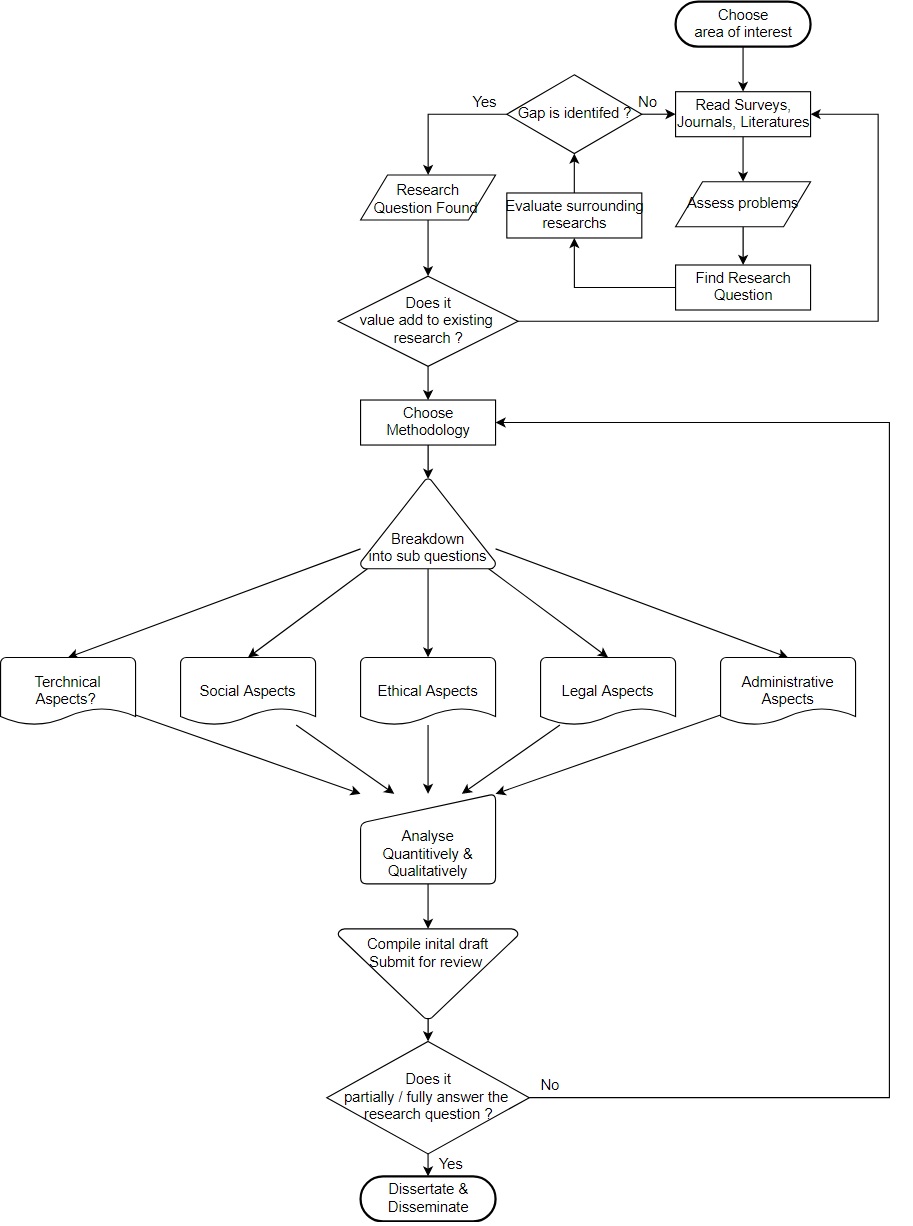 Choose
area of interest
Yes
Gap is identifed ?
No
Read Surveys,
Journals, Literatures
Research
Question Found
Evaluate surrounding
researchs
Assess problems
Find Research
Question
Does it
value add to existing
research ?
Choose
Methodology
Breakdown
into sub questions
Terchnical
Aspects?
Social Aspects
Ethical Aspects
Legal Aspects
Administrative
Aspects
Analyse
Quantitively &
Qualitatively
Compile inital draft
Submit for review
Does it
partially / fully answer the
research question ?
No
Yes
Dissertate &
Disseminate